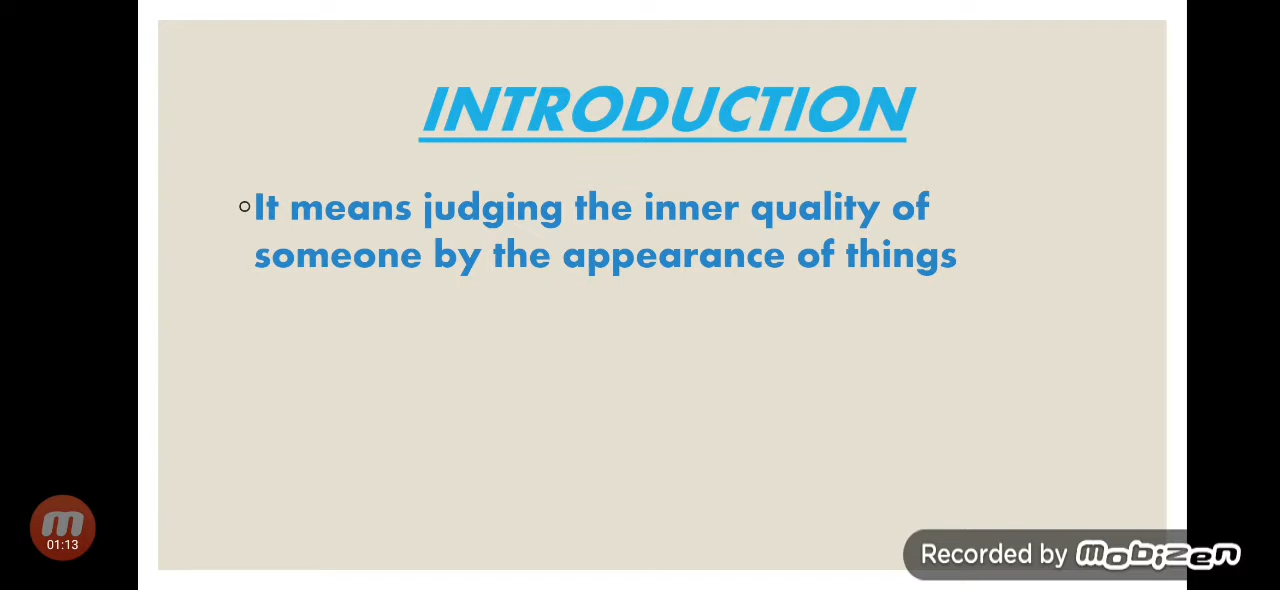 INTRODUCTION
It means judging the inner quality of
someone by the appearance of things
01:13
Recorded by mobizen